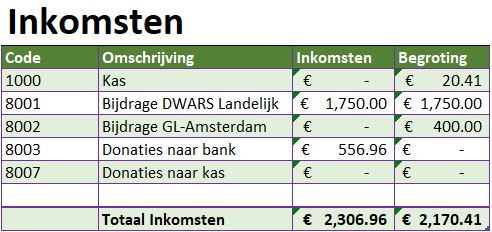 Inkomsten
Code Omschrijving Inkomsten Begroting
1000 Kas € - € 20.41
8001 Bijdrage DWARS Landelijk € 1,750.00 € 1,750.00
8002 Bijdrage GL-Amsterdam € - € 400.00
8003 Donaties naar bank € 556.96 € -
8007 Donaties naar kas € - € -
Totaal Inkomsten € 2,306.96 € 2,170.41